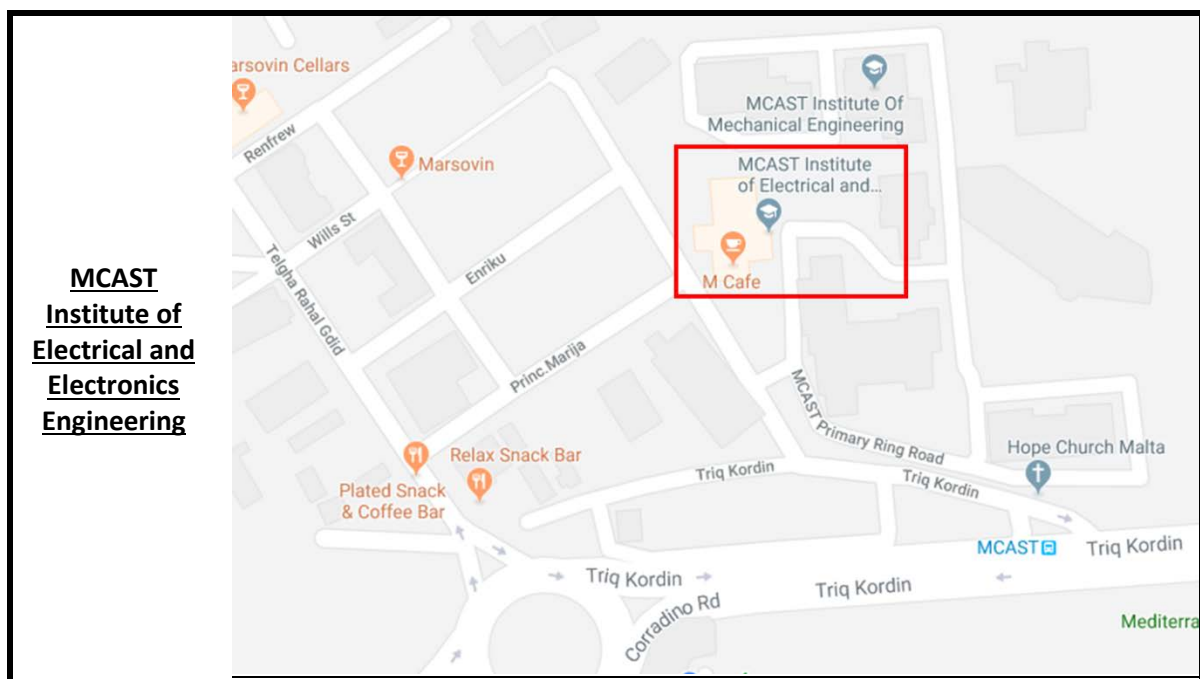 MCAST
Institute of
Electrical and
Electronics
Engineering
arsovin Cellars
Renfrew
Marsovin
Wills St
Telgha Rahal Gdid
Enriku
Princ.Marija
MCAST Institute Of
Mechanical Engineering
MCAST Institute
of Electrical and...
M Cafe
MCAST Primary Ring Road
Hope Church Malta
Relax Snack Bar
Plated Snack
& Coffee Bar
Triq Kordin
Triq Kordin
MCAST
Triq Kordin
Triq Kordin
Triq Kordin
Corradino Rd
Mediterra